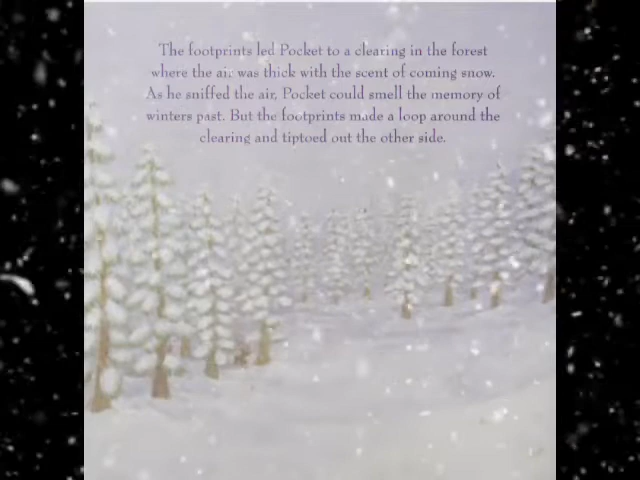 The footprints led Pocket to a clearing in the forest
where the air was thick with the scent of coming snow.
As he sniffed the air, Pocket could smell the memory of
winters past. But the footprints made a loop around the
clearing and tiptoed out the other side.